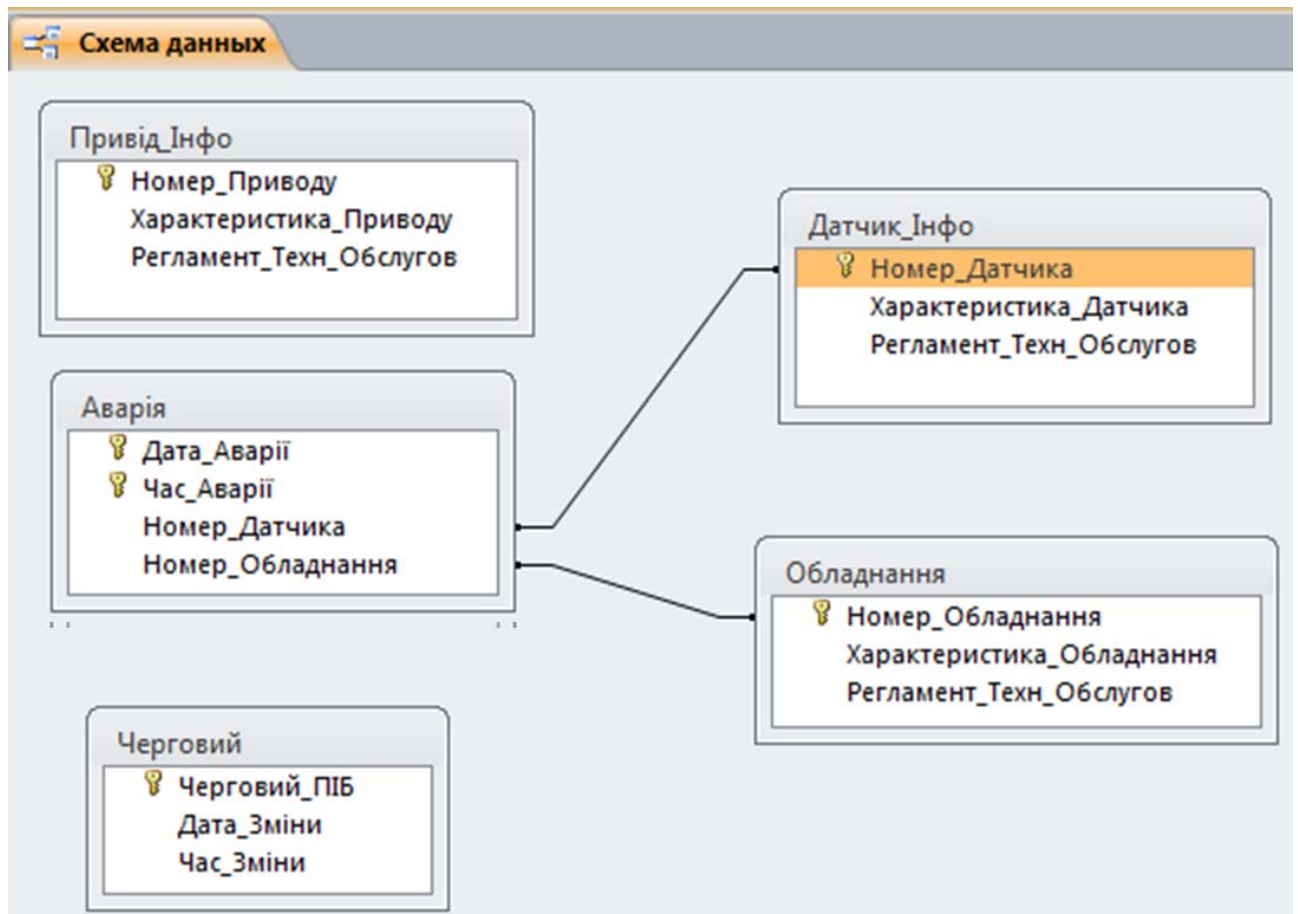 Схема данных
Привід_Інфо
Номер_Приводу
Характеристика_Приводу
Регламент_Техн_Обслугов
Датчик_Інфо
Номер_Датчика
Характеристика_Датчика
Регламент_Техн_Обслугов
Аварія
Дата_Аварії
Час_Аварії
Номер_Датчика
Номер_Обладнання
Обладнання
Номер_Обладнання
Характеристика_Обладнання
Регламент_Техн_Обслугов
Черговий
Черговий_ПІБ
Дата_Зміни
Час_Зміни